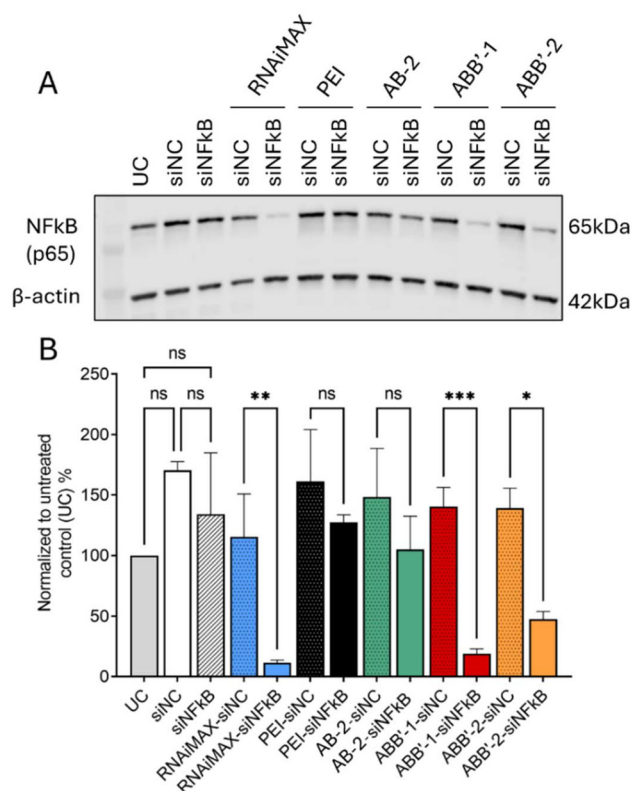 A
RNAiMAX PEI AB-2 ABB'-1 ABB'-2
UC siNC siNFkB siNC siNFkB siNC siNFkB siNC siNFkB siNC siNFkB siNC siNFkB
NFkB
(p65)
65kDa
β-actin
42kDa
B
ns
ns ns ** ns ns *** *
Normalized to untreated
control (UC) %
250
200
150
100
50
0
UC
siNC
siNFkB
RNAiMAX-siNC
RNAiMAX-siNFkB
PEI-siNC
PEI-siNFkB
AB-2-siNC
AB-2-siNFkB
ABB'-1-siNC
ABB'-1-siNFkB
ABB'-2-siNC
ABB'-2-siNFkB